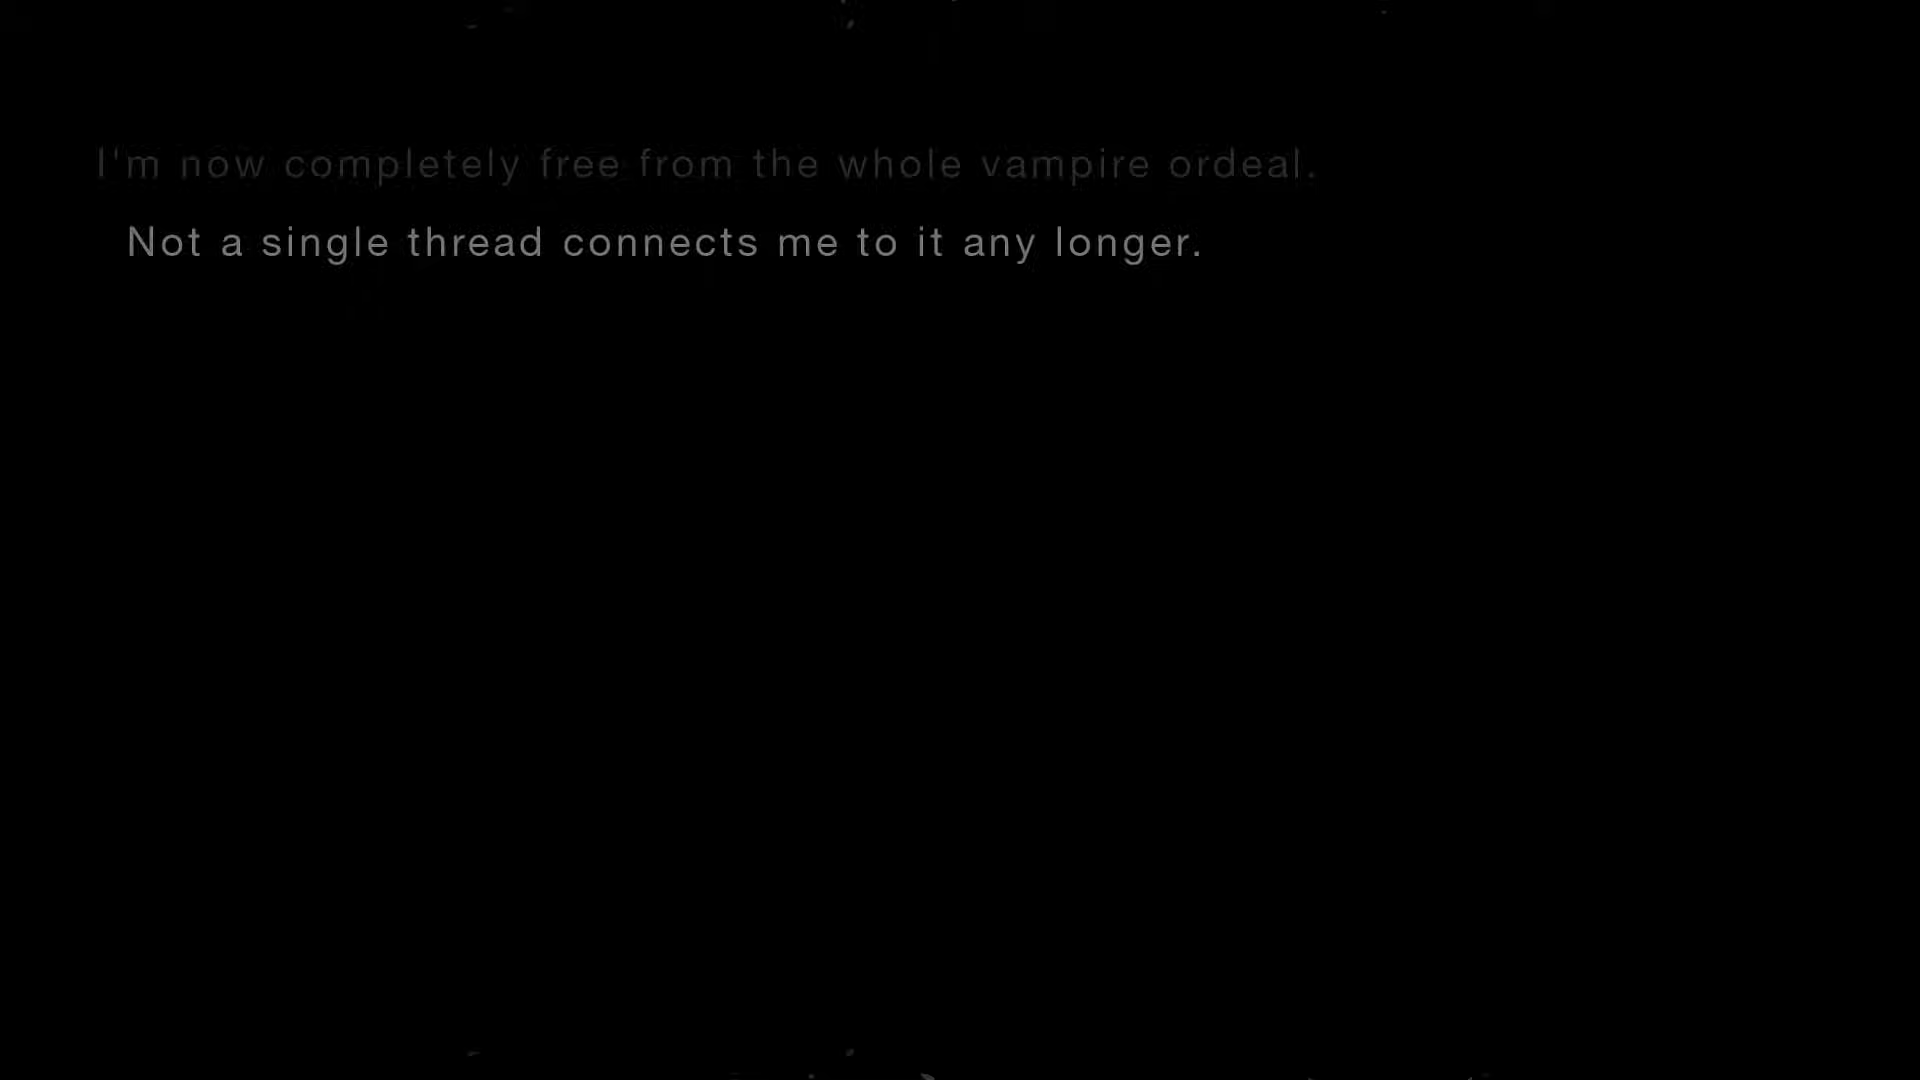 I'm now completely free from the whole vampire ordeal.
Not a single thread connects me to it any longer.